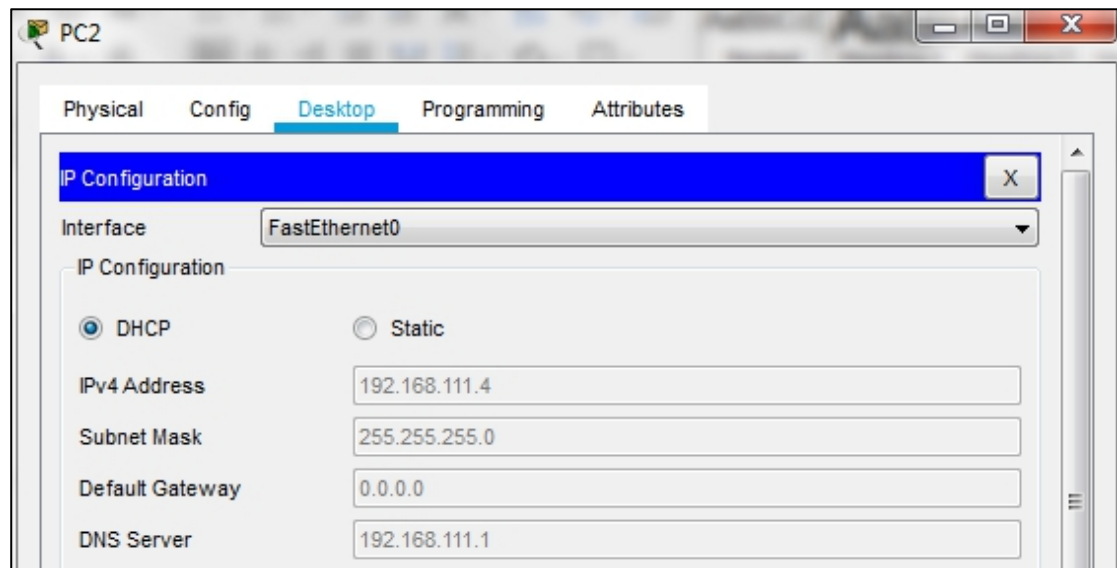 PC2
X
Physical Config Desktop Programming Attributes
IP Configuration X
Interface FastEthernet0
IP Configuration
DHCP Static
IPv4 Address 192.168.111.4
Subnet Mask 255.255.255.0
Default Gateway 0.0.0.0
DNS Server 192.168.111.1